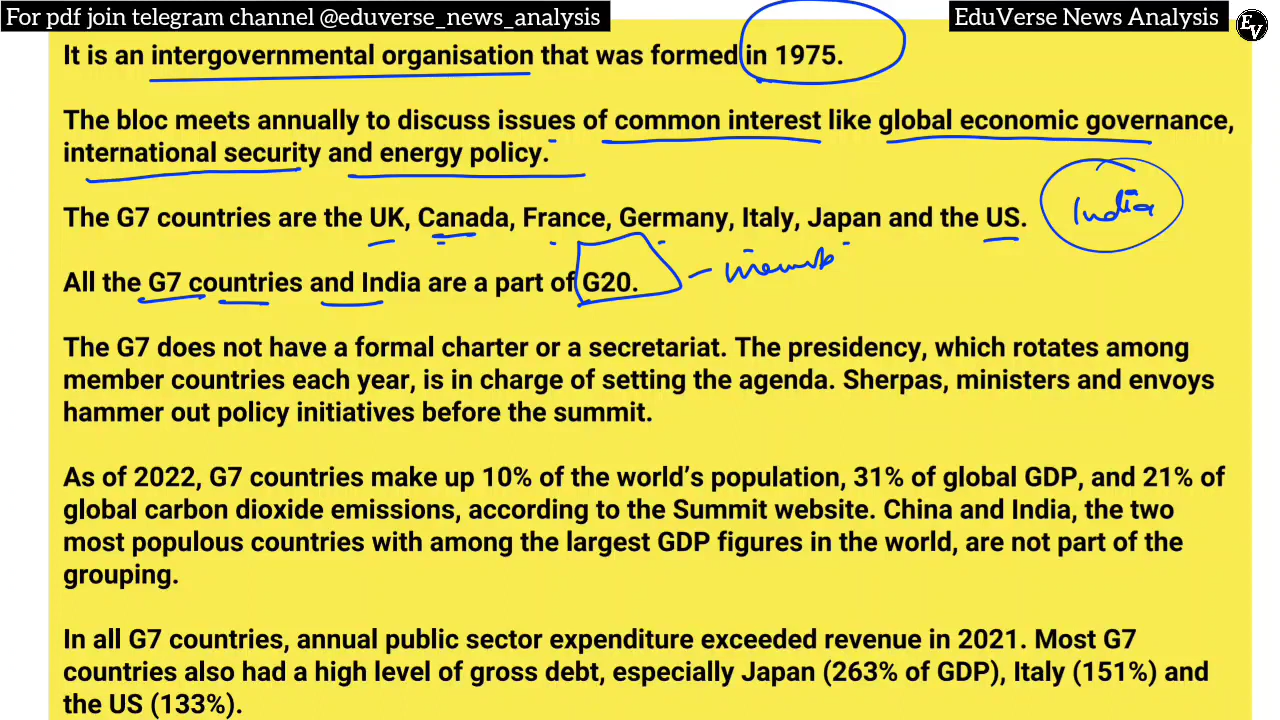 For pdf join telegram channel @eduverse_news_analysis
EduVerse News Analysis
EV
It is an intergovernmental organisation that was formed in 1975.
The bloc meets annually to discuss issues of common interest like global economic governance,
international security and energy policy.
The G7 countries are the UK, Canada, France, Germany, Italy, Japan and the US.
India
All the G7 countries and India are a part of G20.
The G7 does not have a formal charter or a secretariat. The presidency, which rotates among
member countries each year, is in charge of setting the agenda. Sherpas, ministers and envoys
hammer out policy initiatives before the summit.
As of 2022, G7 countries make up 10% of the world’s population, 31% of global GDP, and 21% of
global carbon dioxide emissions, according to the Summit website. China and India, the two
most populous countries with among the largest GDP figures in the world, are not part of the
grouping.
In all G7 countries, annual public sector expenditure exceeded revenue in 2021. Most G7
countries also had a high level of gross debt, especially Japan (263% of GDP), Italy (151%) and
the US (133%).